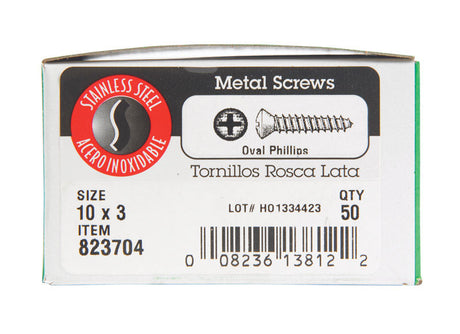 STAINLESS STEEL
ACERO INOXIDABLE
Metal Screws
Oval Phillips
Tornillos Rosca Lata
SIZE
10 x 3
ITEM
823704
LOT# H01334423
QTY
50
0 08236 13812 2